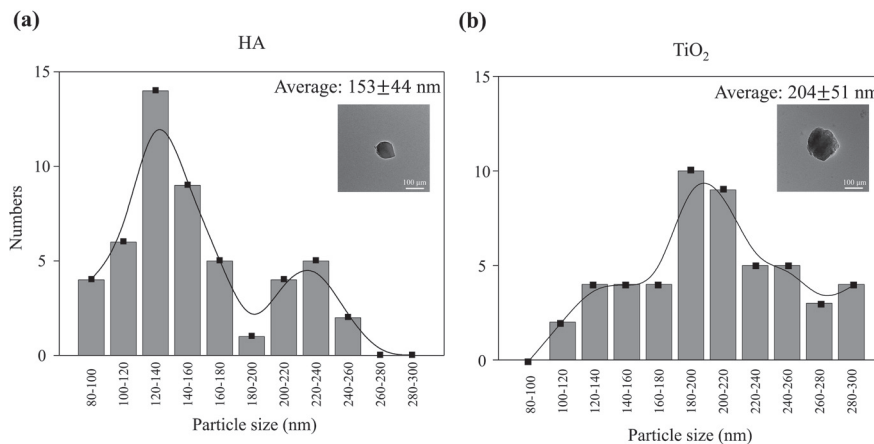 (a)
HA
Average: 153±44 nm
100 μm
15
10
5
0
Numbers
80-100
100-120
120-140
140-160
160-180
180-200
200-220
220-240
240-260
260-280
280-300
Particle size (nm)
(b)
TiO₂
Average: 204±51 nm
100 μm
15
10
5
0
80-100
100-120
120-140
140-160
160-180
180-200
200-220
220-240
240-260
260-280
280-300
Particle size (nm)